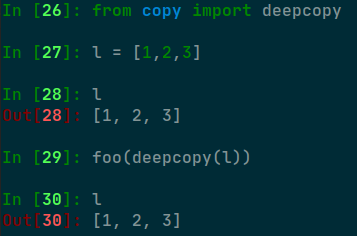 In [26]: from copy import deepcopy
In [27]: l = [1,2,3]
In [28]: l
Out[28]: [1, 2, 3]
In [29]: foo(deepcopy(l))
In [30]: l
Out[30]: [1, 2, 3]